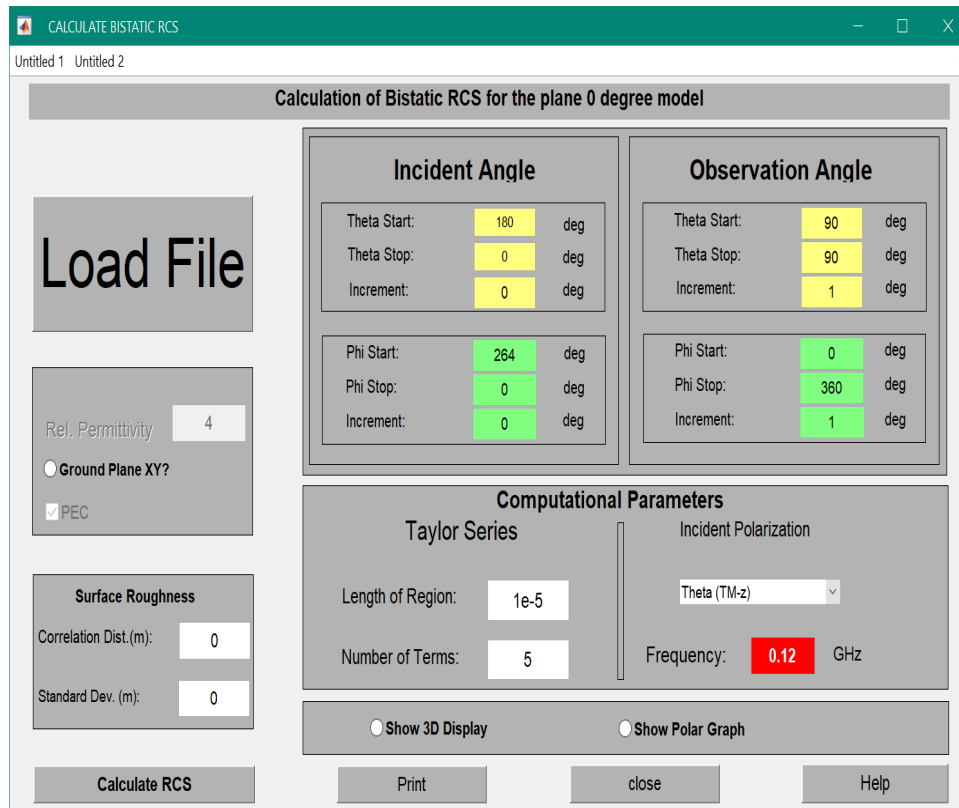 CALCULATE BISTATIC RCS
Untitled 1 Untitled 2
Calculation of Bistatic RCS for the plane 0 degree model
Load File
Rel. Permittivity 4
Ground Plane XY?
PEC
Surface Roughness
Correlation Dist.(m): 0
Standard Dev. (m): 0
Calculate RCS
Incident Angle
Theta Start: 180 deg
Theta Stop: 0 deg
Increment: 0 deg
Phi Start: 264 deg
Phi Stop: 0 deg
Increment: 0 deg
Observation Angle
Theta Start: 90 deg
Theta Stop: 90 deg
Increment: 1 deg
Phi Start: 0 deg
Phi Stop: 360 deg
Increment: 1 deg
Computational Parameters
Taylor Series
Length of Region: 1e-5
Number of Terms: 5
Incident Polarization
Theta (TM-z)
Frequency: 0.12 GHz
Show 3D Display
Show Polar Graph
Print
close
Help